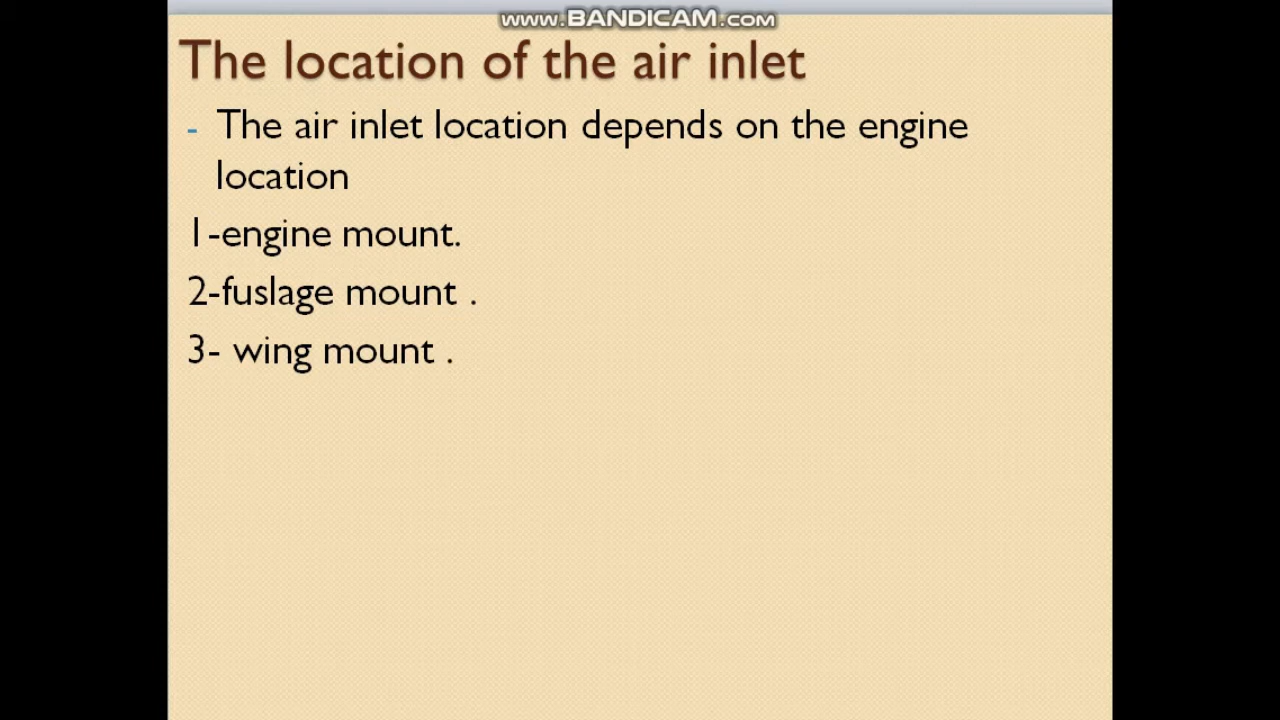 www.BANDICAM.com
The location of the air inlet
- The air inlet location depends on the engine
location
1-engine mount.
2-fuslage mount .
3- wing mount .